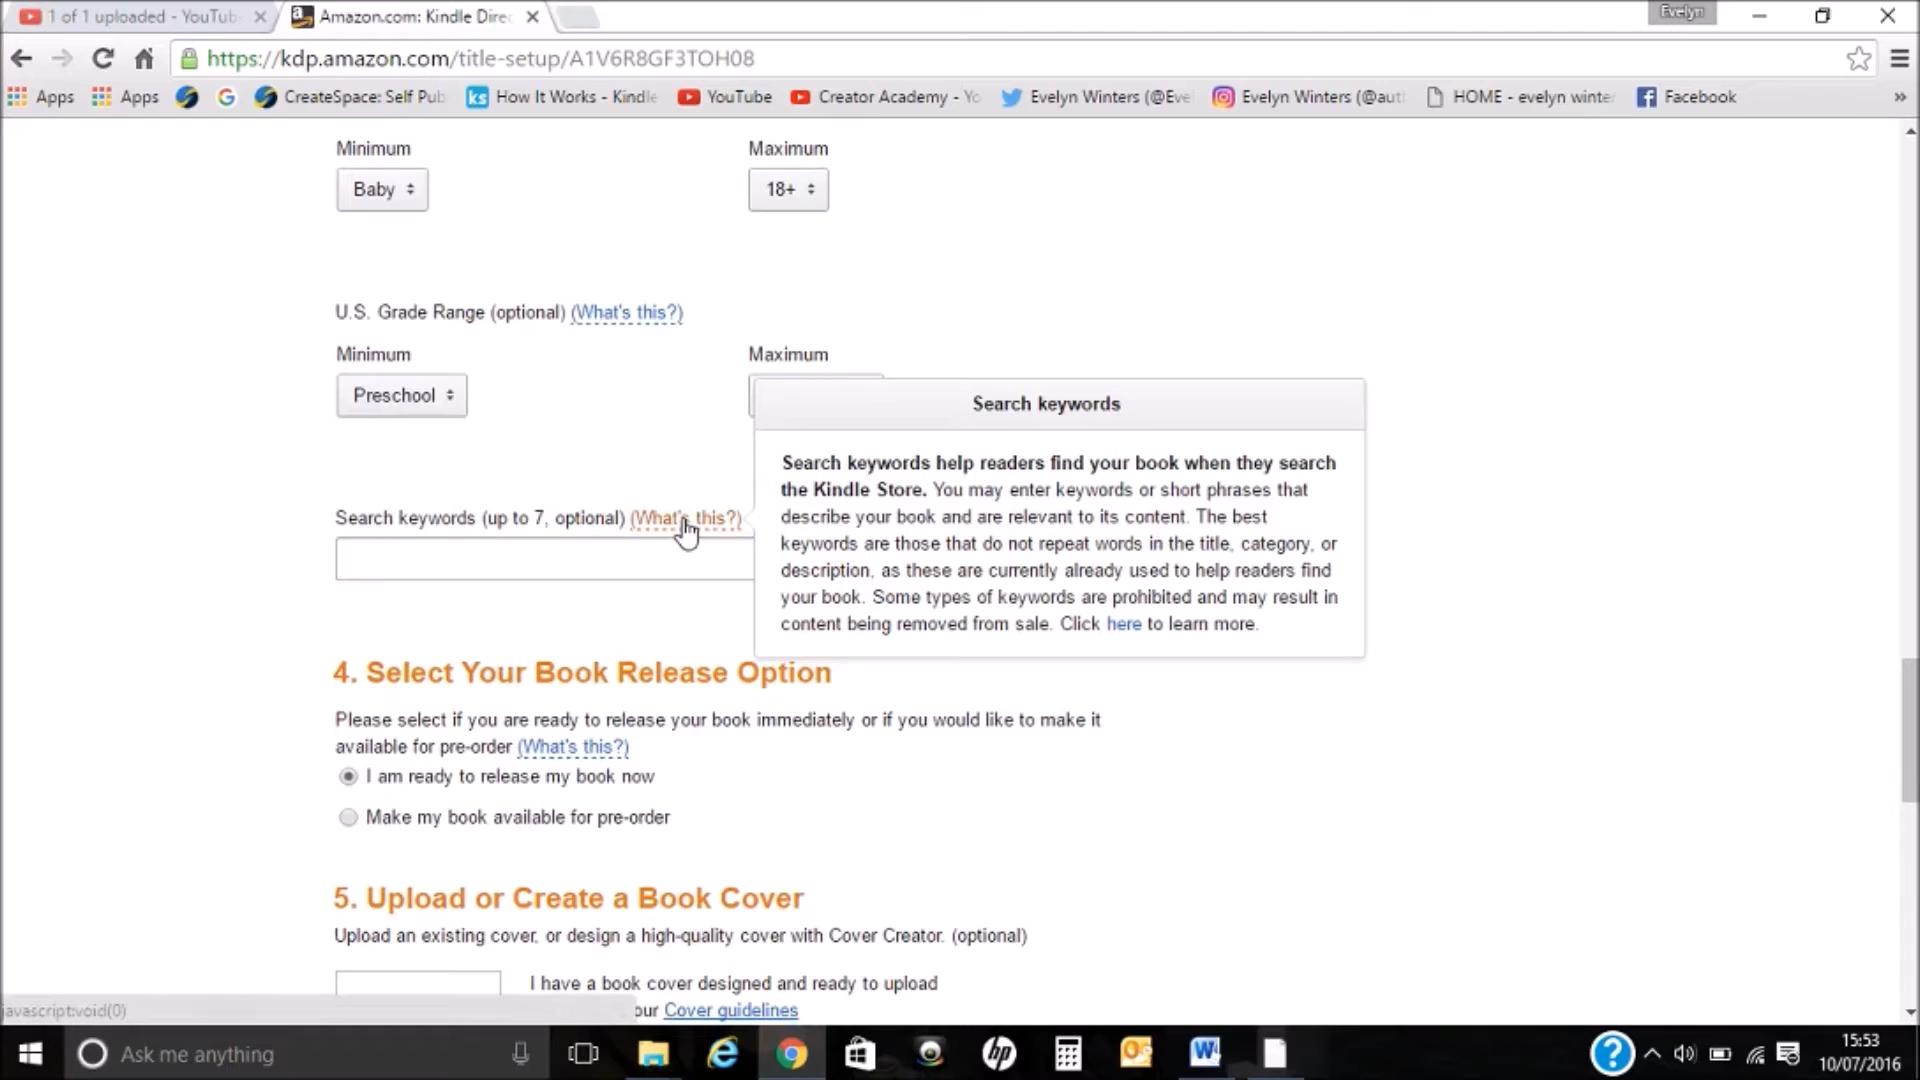 1 of 1 uploaded - YouTub
Amazon.com: Kindle Direc
Evelyn
https://kdp.amazon.com/title-setup/A1V6R8GF3TOH08
Apps
Apps
CreateSpace: Self Pub
ks
How It Works - Kindle
YouTube
Creator Academy - Yo
Evelyn Winters (@Eve
Evelyn Winters (@aut
HOME - evelyn winter
Facebook
»
Minimum
Maximum
Baby
18+
U.S. Grade Range (optional) (What's this?)
Minimum
Maximum
Preschool
Search keywords
Search keywords help readers find your book when they search
the Kindle Store. You may enter keywords or short phrases that
describe your book and are relevant to its content. The best
keywords are those that do not repeat words in the title, category, or
description, as these are currently already used to help readers find
your book. Some types of keywords are prohibited and may result in
content being removed from sale. Click here to learn more.
Search keywords (up to 7, optional) (What's this?)
4. Select Your Book Release Option
Please select if you are ready to release your book immediately or if you would like to make it
available for pre-order (What's this?)
I am ready to release my book now
Make my book available for pre-order
5. Upload or Create a Book Cover
Upload an existing cover, or design a high-quality cover with Cover Creator. (optional)
I have a book cover designed and ready to upload
our Cover guidelines
javascript:void(0)
Ask me anything
hp
15:53
10/07/2016